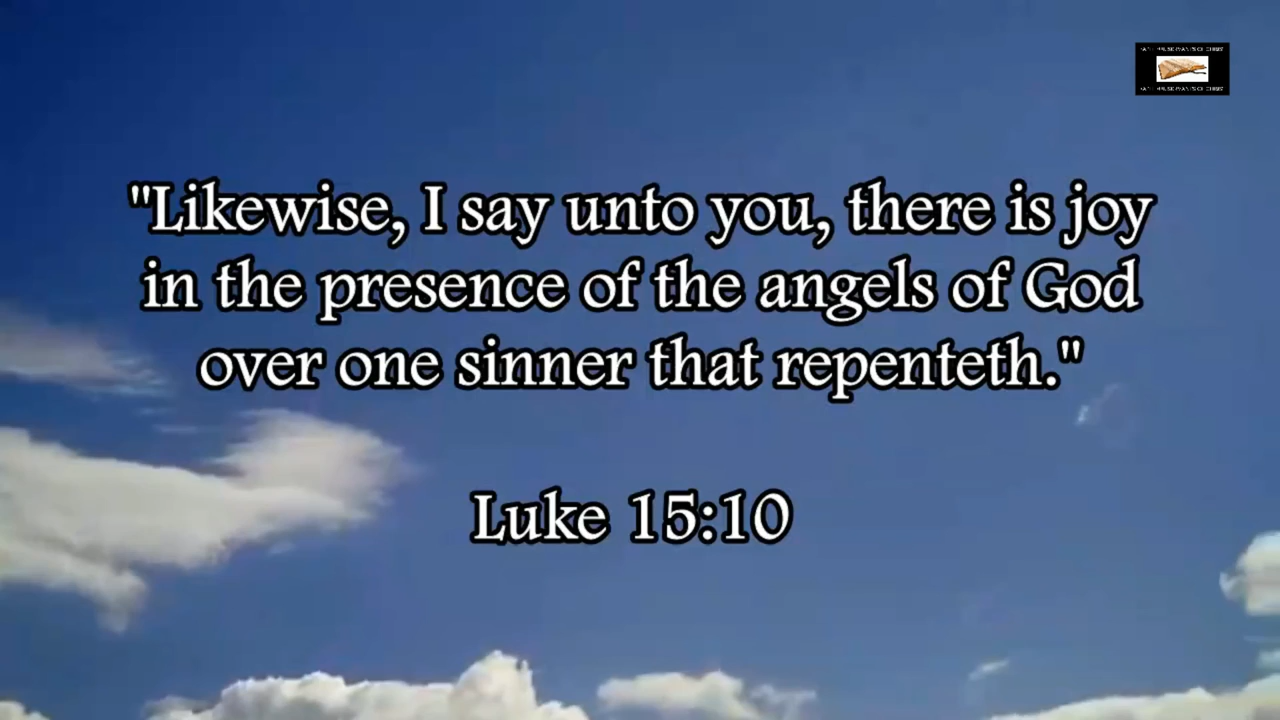 "Likewise, I say unto you, there is joy
in the presence of the angels of God
over one sinner that repenteth."
Luke 15:10